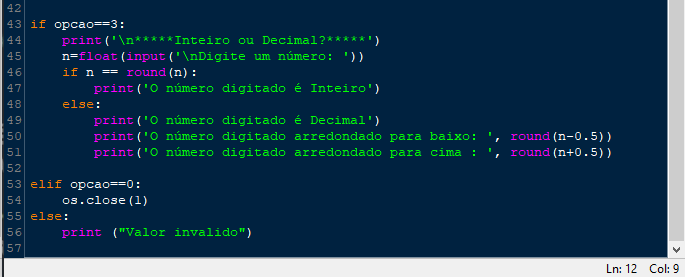 42
43 if opcao==3:
44     print('\n*****Inteiro ou Decimal?*****')
45     n=float(input('\nDigite um número: '))
46     if n == round(n):
47         print('O número digitado é Inteiro')
48     else:
49         print('O número digitado é Decimal')
50         print('O número digitado arredondado para baixo: ', round(n-0.5))
51         print('O número digitado arredondado para cima : ', round(n+0.5))
52
53 elif opcao==0:
54     os.close(1)
55 else:
56     print ("Valor invalido")
57
Ln: 12 Col: 9